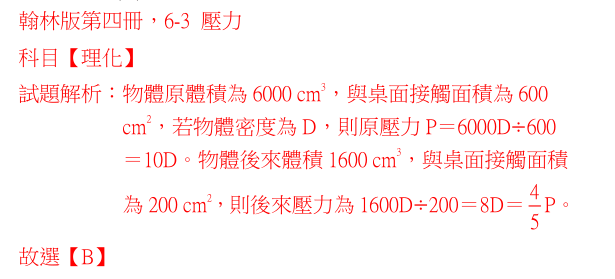 翰林版第四冊，6-3 壓力
科目【理化】
試題解析：物體原體積為 6000 cm³，與桌面接觸面積為 600
cm²，若物體密度為 D，則原壓力 P＝6000D÷600
＝10D。物體後來體積 1600 cm³，與桌面接觸面積
為 200 cm²，則後來壓力為 1600D÷200＝8D＝4/5 P。
故選【B】